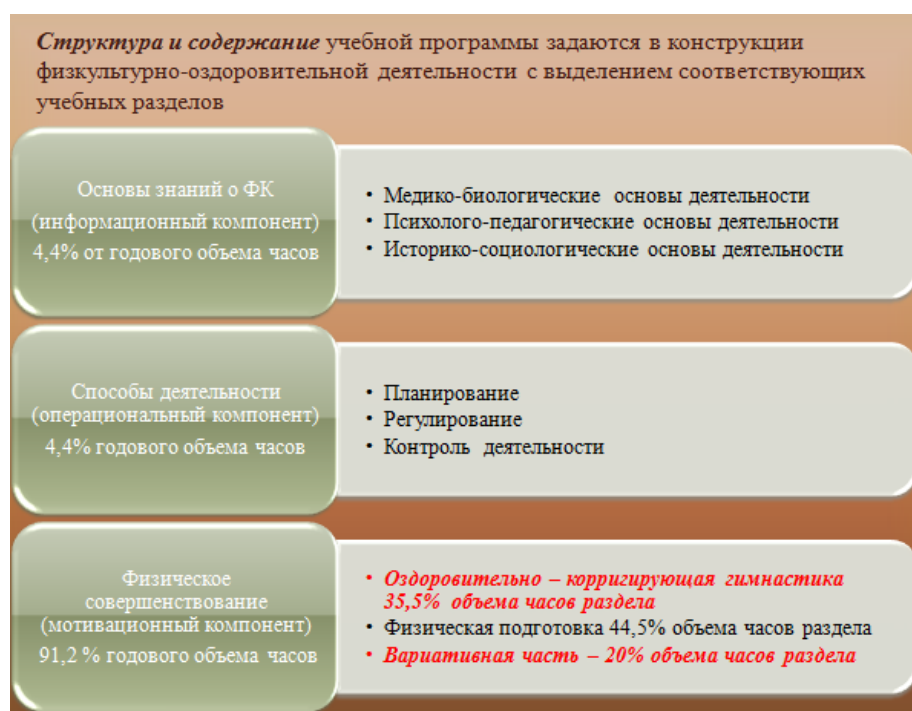 Структура и содержание учебной программы задаются в конструкции
физкультурно-оздоровительной деятельности с выделением соответствующих
учебных разделов
Основы знаний о ФК
(информационный компонент)
4,4% от годового объема часов
• Медико-биологические основы деятельности
• Психолого-педагогические основы деятельности
• Историко-социологические основы деятельности
Способы деятельности
(операциональный компонент)
4,4% годового объема часов
• Планирование
• Регулирование
• Контроль деятельности
Физическое
совершенствование
(мотивационный компонент)
91,2 % годового объема часов
• Оздоровительно – корригирующая гимнастика
35,5% объема часов раздела
• Физическая подготовка 44,5% объема часов раздела
• Вариативная часть – 20% объема часов раздела